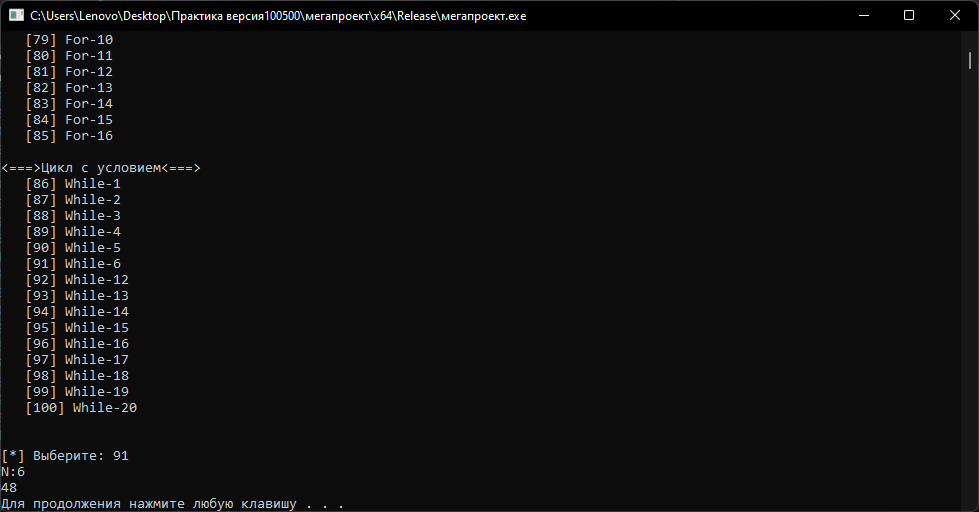 C:\Users\Lenovo\Desktop\Практика версия100500\мегапроект\x64\Release\мегапроект.exe
[79] For-10
[80] For-11
[81] For-12
[82] For-13
[83] For-14
[84] For-15
[85] For-16
<===>Цикл с условием<===>
[86] While-1
[87] While-2
[88] While-3
[89] While-4
[90] While-5
[91] While-6
[92] While-12
[93] While-13
[94] While-14
[95] While-15
[96] While-16
[97] While-17
[98] While-18
[99] While-19
[100] While-20
[*] Выберите: 91
N:6
48
Для продолжения нажмите любую клавишу . . .